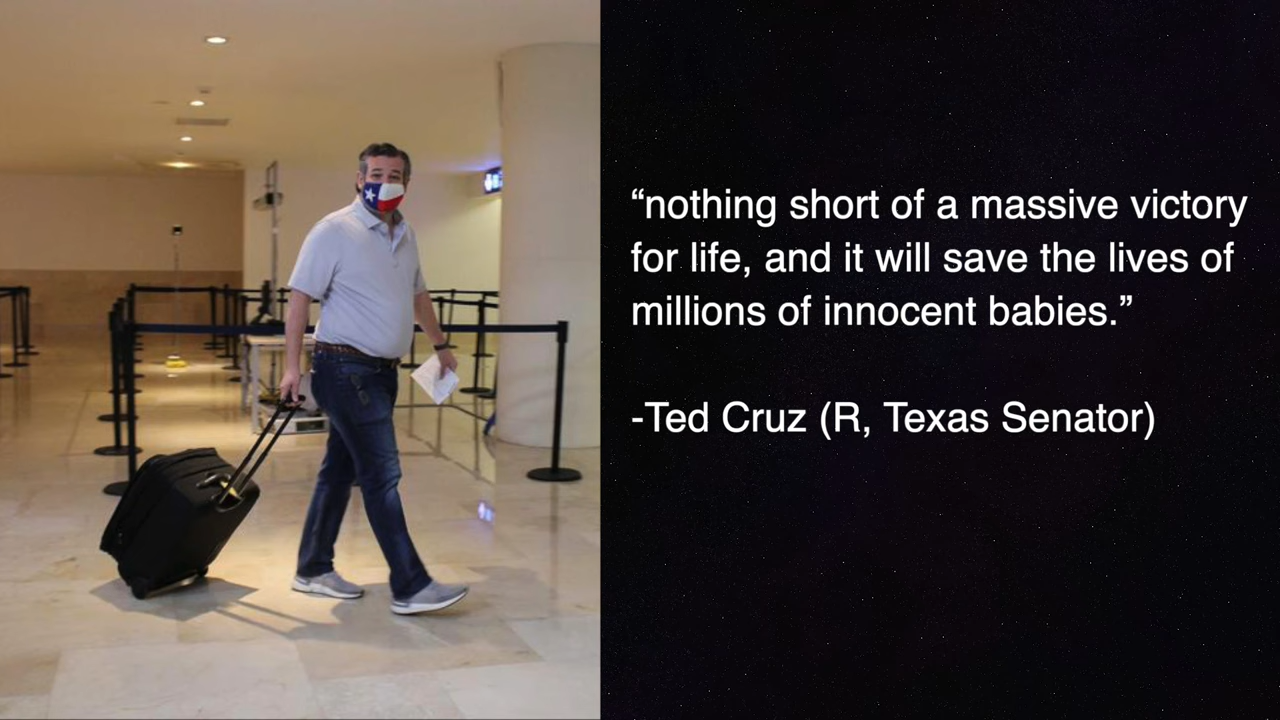 “nothing short of a massive victory
for life, and it will save the lives of
millions of innocent babies.”
-Ted Cruz (R, Texas Senator)